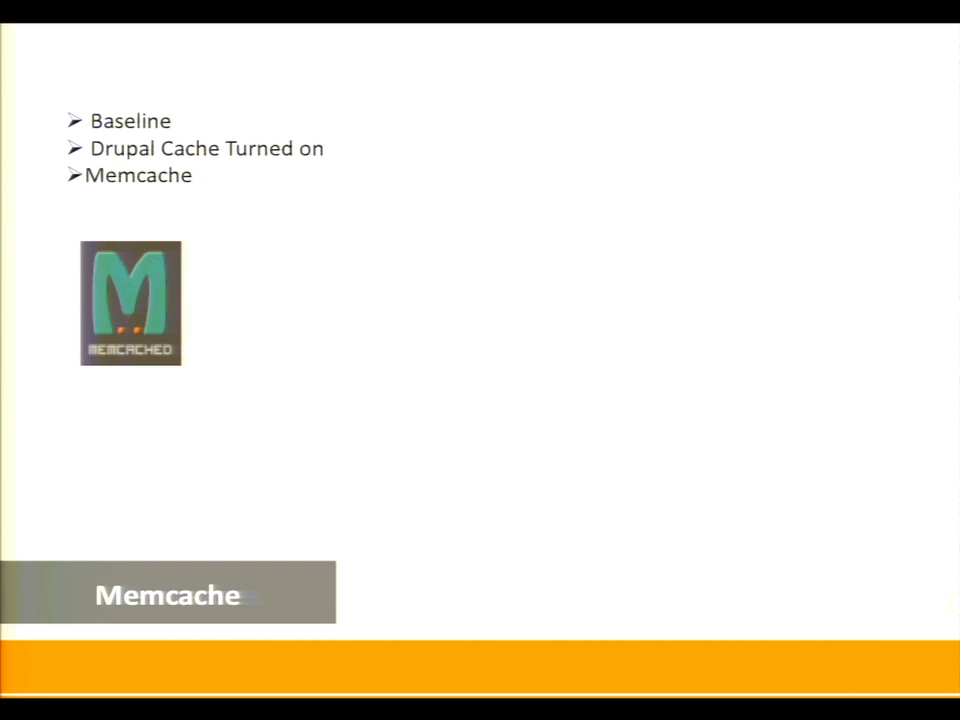 Baseline
Drupal Cache Turned on
Memcache
MEMCACHED
Memcache